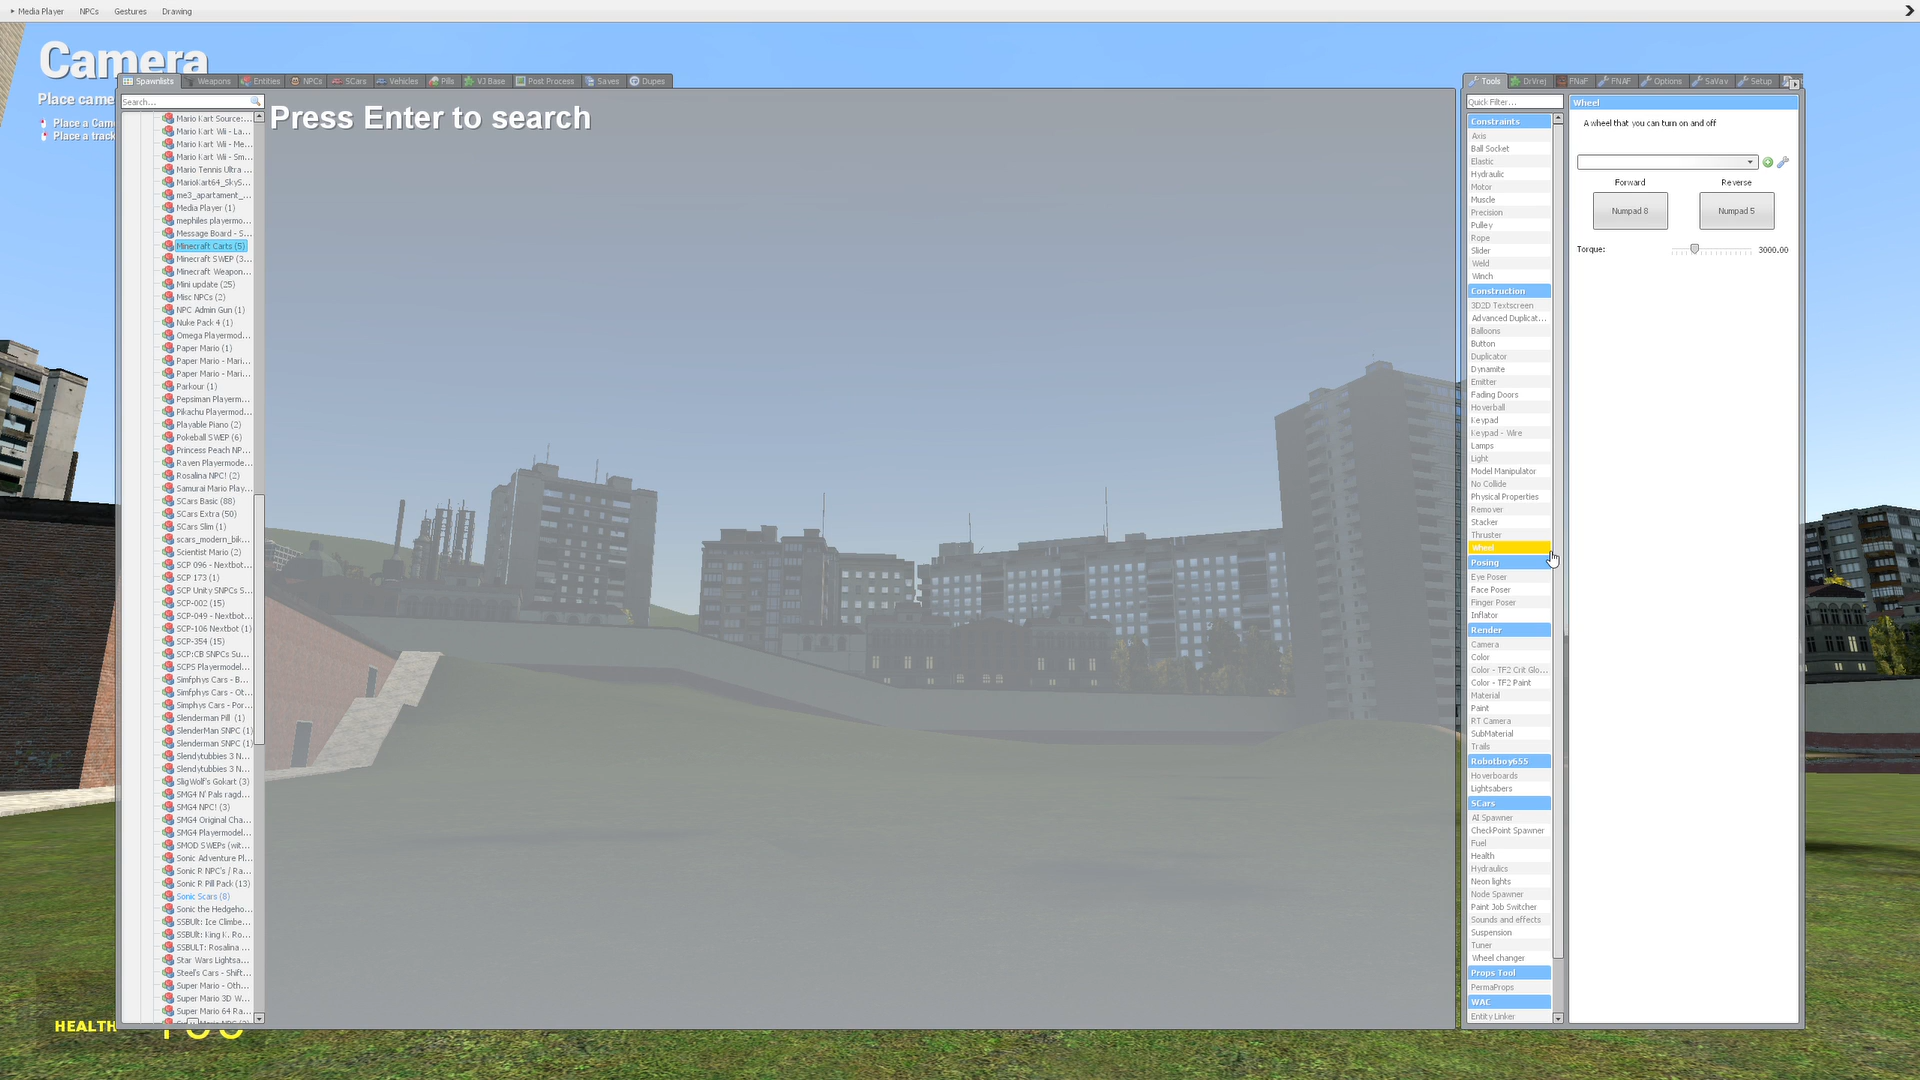 Media Player NPCs Gestures Drawing
Camera
Place came
Place a Cam
Place a track
Spawnlists Weapons Entities NPCs SCars Vehicles Pills VJ Base Post Process Saves Dupes
Search...
Press Enter to search
Mario Kart Source:...
Mario Kart Wii - La...
Mario Kart Wii - Me...
Mario Kart Wii - Sm...
Mario Tennis Ultra ...
MarioKart64_SkyS...
me3_apartament_...
Media Player (1)
mephiles playermo...
Message Board - S...
Minecraft Carts (5)
Minecraft SWEP (3...
Minecraft Weapon...
Mini update (25)
Misc NPCs (2)
NPC Admin Gun (1)
Nuke Pack 4 (1)
Omega Playermod...
Paper Mario (1)
Paper Mario - Mari...
Paper Mario - Mari...
Parkour (1)
Pepsiman Playerm...
Pikachu Playermod...
Playable Piano (2)
Pokeball SWEP (6)
Princess Peach NP...
Raven Playermode...
Rosalina NPC! (2)
Samurai Mario Play...
SCars Basic (88)
SCars Extra (50)
SCars Slim (1)
scars_modern_bik...
Scientist Mario (2)
SCP 096 - Nextbot...
SCP 173 (1)
SCP Unity SNPCs S...
SCP-002 (15)
SCP-049 - Nextbot...
SCP-106 Nextbot (1)
SCP-354 (15)
SCP:CB SNPCs Su...
SCPS Playermodel...
Simfphys Cars - B...
Simfphys Cars - Ot...
Simphys Cars - Por...
Slenderman Pill (1)
SlenderMan SNPC (1)
Slenderman SNPC (1)
Slendytubbies 3 N...
Slendytubbies 3 N...
SligWolf's Gokart (3)
SMG4 N' Pals ragd...
SMG4 NPC! (3)
SMG4 Original Cha...
SMG4 Playermodel...
SMOD SWEPs (wit...
Sonic Adventure Pl...
Sonic R NPC's / Ra...
Sonic R Pill Pack (13)
Sonic Scars (8)
Sonic the Hedgeho...
SSBUlt: Ice Climbe...
SSBUlt: King K. Ro...
SSBULT: Rosalina ...
Star Wars Lightsa...
Steel's Cars - Shift...
Super Mario - Oth...
Super Mario 3D W...
Super Mario 64 Ra...
HEALTH 100
Tools DrVrej FNaF FNAF Options SaVav Setup
Quick Filter...
Constraints
Axis
Ball Socket
Elastic
Hydraulic
Motor
Muscle
Precision
Pulley
Rope
Slider
Weld
Winch
Construction
3D2D Textscreen
Advanced Duplicat...
Balloons
Button
Duplicator
Dynamite
Emitter
Fading Doors
Hoverball
Keypad
Keypad - Wire
Lamps
Light
Model Manipulator
No Collide
Physical Properties
Remover
Stacker
Thruster
Wheel
Posing
Eye Poser
Face Poser
Finger Poser
Inflator
Render
Camera
Color
Color - TF2 Crit Glo...
Color - TF2 Paint
Material
Paint
RT Camera
SubMaterial
Trails
Robotboy655
Hoverboards
Lightsabers
SCars
AI Spawner
CheckPoint Spawner
Fuel
Health
Hydraulics
Neon lights
Node Spawner
Paint Job Switcher
Sounds and effects
Suspension
Tuner
Wheel changer
Props Tool
PermaProps
WAC
Entity Linker
Wheel
A wheel that you can turn on and off
Forward Reverse
Numpad 8 Numpad 5
Torque: 3000.00